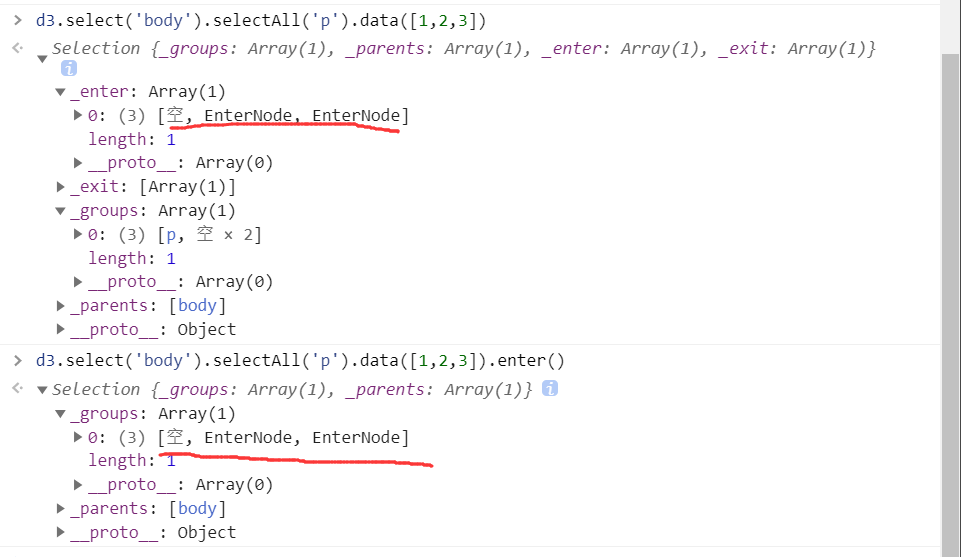 > d3.select('body').selectAll('p').data([1,2,3])
Selection {_groups: Array(1), _parents: Array(1), _enter: Array(1), _exit: Array(1)}
i
▼_enter: Array(1)
▶0: (3) [空, EnterNode, EnterNode]
length: 1
▶__proto__: Array(0)
▶_exit: [Array(1)]
▼_groups: Array(1)
▶0: (3) [p, 空 × 2]
length: 1
▶__proto__: Array(0)
▶_parents: [body]
▶__proto__: Object
> d3.select('body').selectAll('p').data([1,2,3]).enter()
▼Selection {_groups: Array(1), _parents: Array(1)} i
▼_groups: Array(1)
▶0: (3) [空, EnterNode, EnterNode]
length: 1
▶__proto__: Array(0)
▶_parents: [body]
▶__proto__: Object